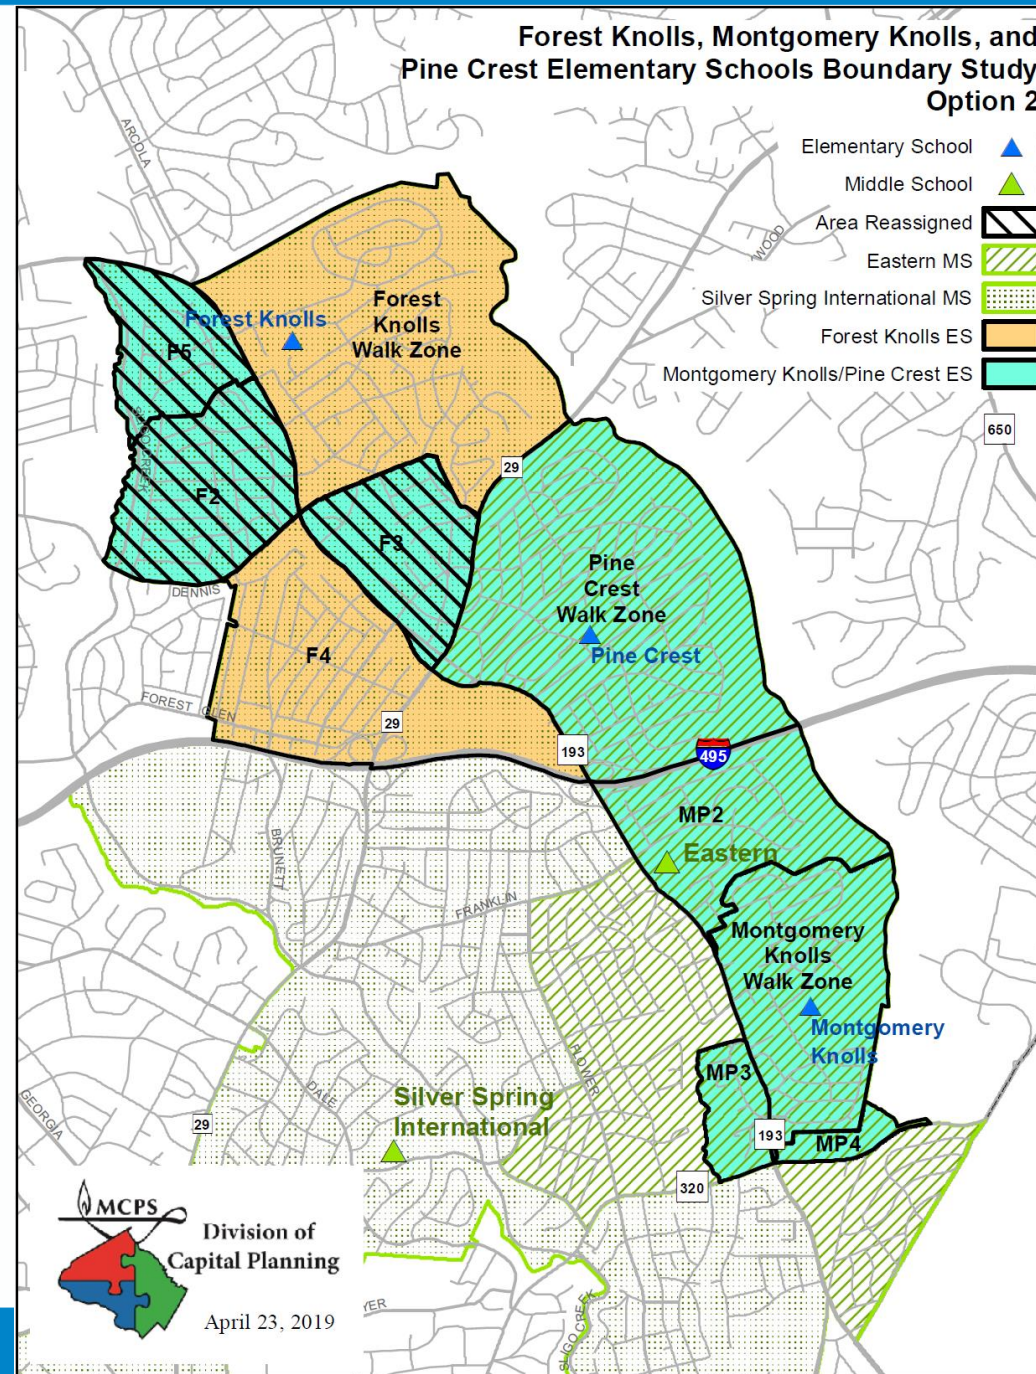 Forest Knolls, Montgomery Knolls, and
Pine Crest Elementary Schools Boundary Study
Option 2
Elementary School
Middle School
Area Reassigned
Eastern MS
Silver Spring International MS
Forest Knolls ES
Montgomery Knolls/Pine Crest ES
ARCOLA
WOOD
650
Forest
Knolls
Walk Zone
Forest Knolls
F5
29
F2
F3
Pine
Crest
Walk Zone
Pine Crest
DENNIS
F4
FOREST GLEN
29
193
495
MP2
Eastern
BRUNETT
FRANKLIN
Montgomery
Knolls
Walk Zone
Montgomery
Knolls
FLOWER
MP3
DALE
Silver Spring
International
GEORGIA
29
193
MP4
320
MCPS
Division of
Capital Planning
April 23, 2019
YER
SLIGO CREEK